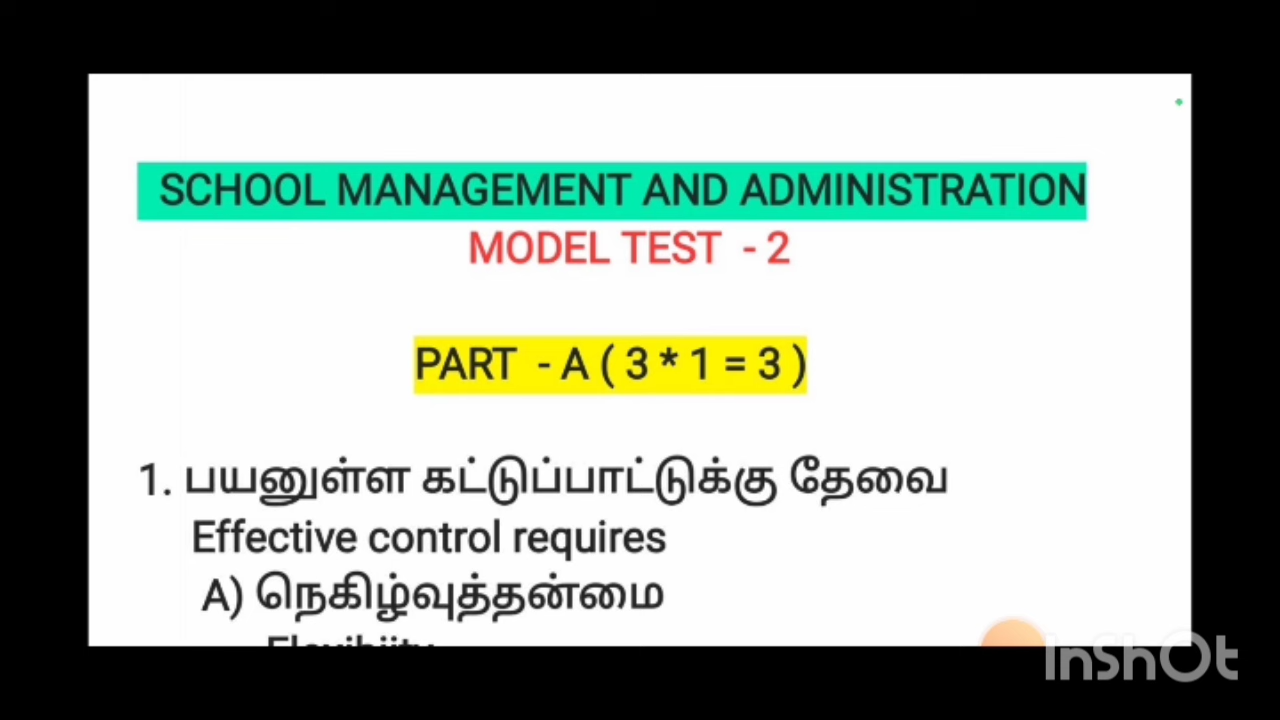 SCHOOL MANAGEMENT AND ADMINISTRATION
MODEL TEST - 2
PART - A ( 3 * 1 = 3 )
1. பயனுள்ள கட்டுப்பாட்டுக்கு தேவை
Effective control requires
A) நெகிழ்வுத்தன்மை
InShOt